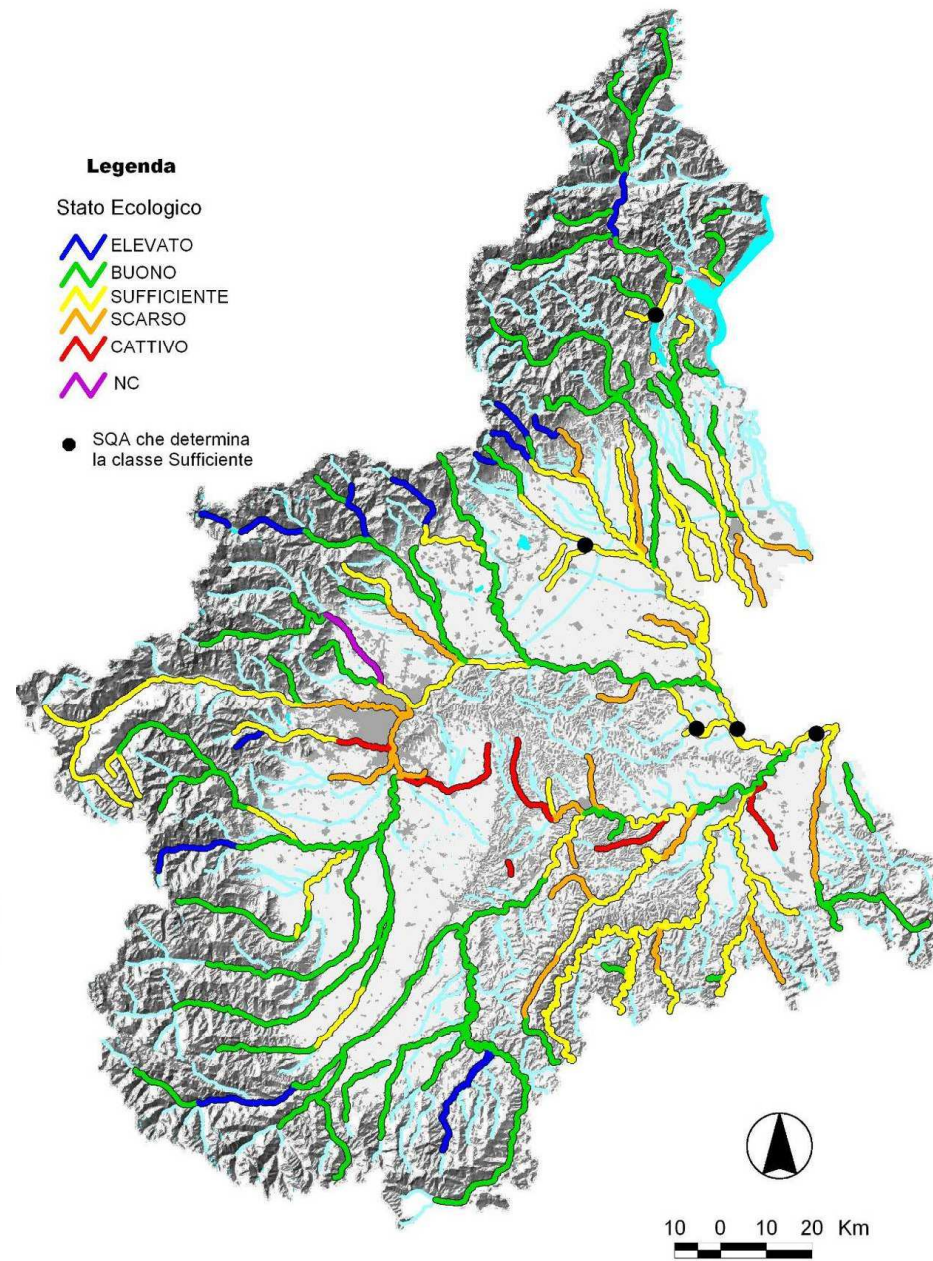 Legenda
Stato Ecologico
ELEVATO
BUONO
SUFFICIENTE
SCARSO
CATTIVO
NC
SQA che determina
la classe Sufficiente
10 0 10 20 Km